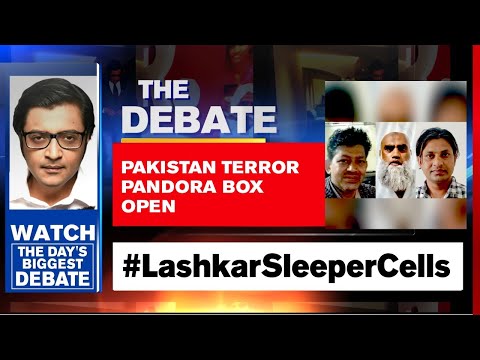 THE
DEBATE
PAKISTAN TERROR
PANDORA BOX
OPEN
WATCH
THE DAY'S
BIGGEST
DEBATE
#LashkarSleeperCells